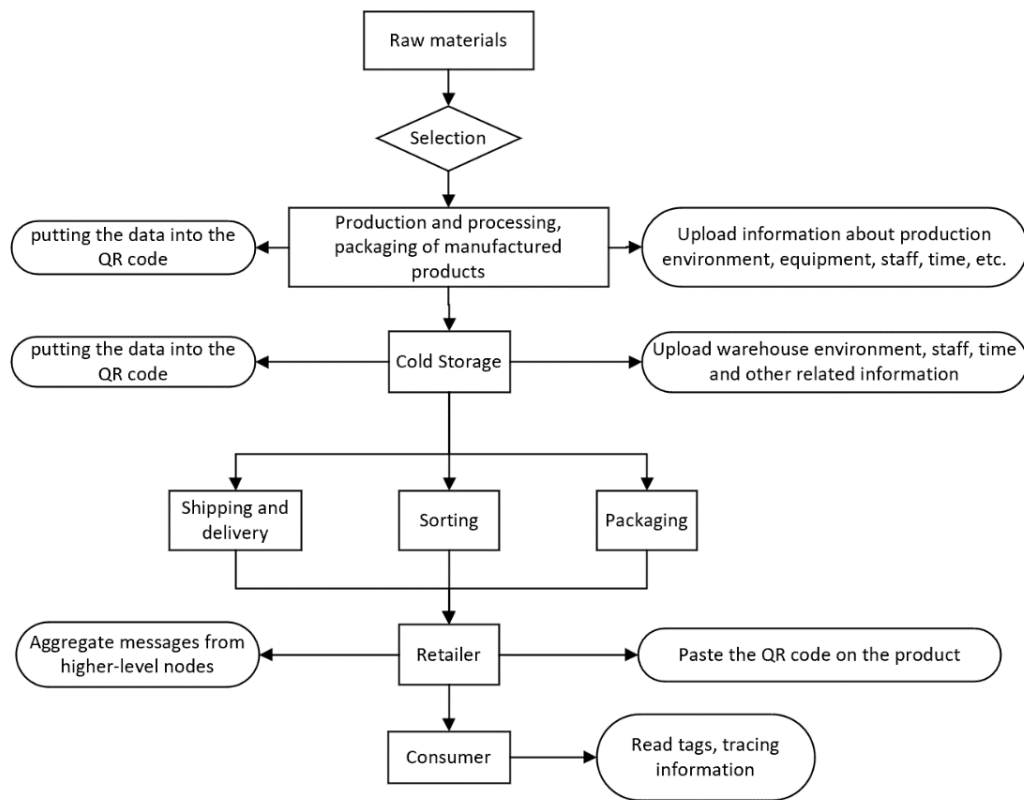 Raw materials
Selection
putting the data into the
QR code
Production and processing,
packaging of manufactured
products
Upload information about production
environment, equipment, staff, time, etc.
putting the data into the
QR code
Cold Storage
Upload warehouse environment, staff, time
and other related information
Shipping and
delivery
Sorting
Packaging
Aggregate messages from
higher-level nodes
Retailer
Paste the QR code on the product
Consumer
Read tags, tracing
information